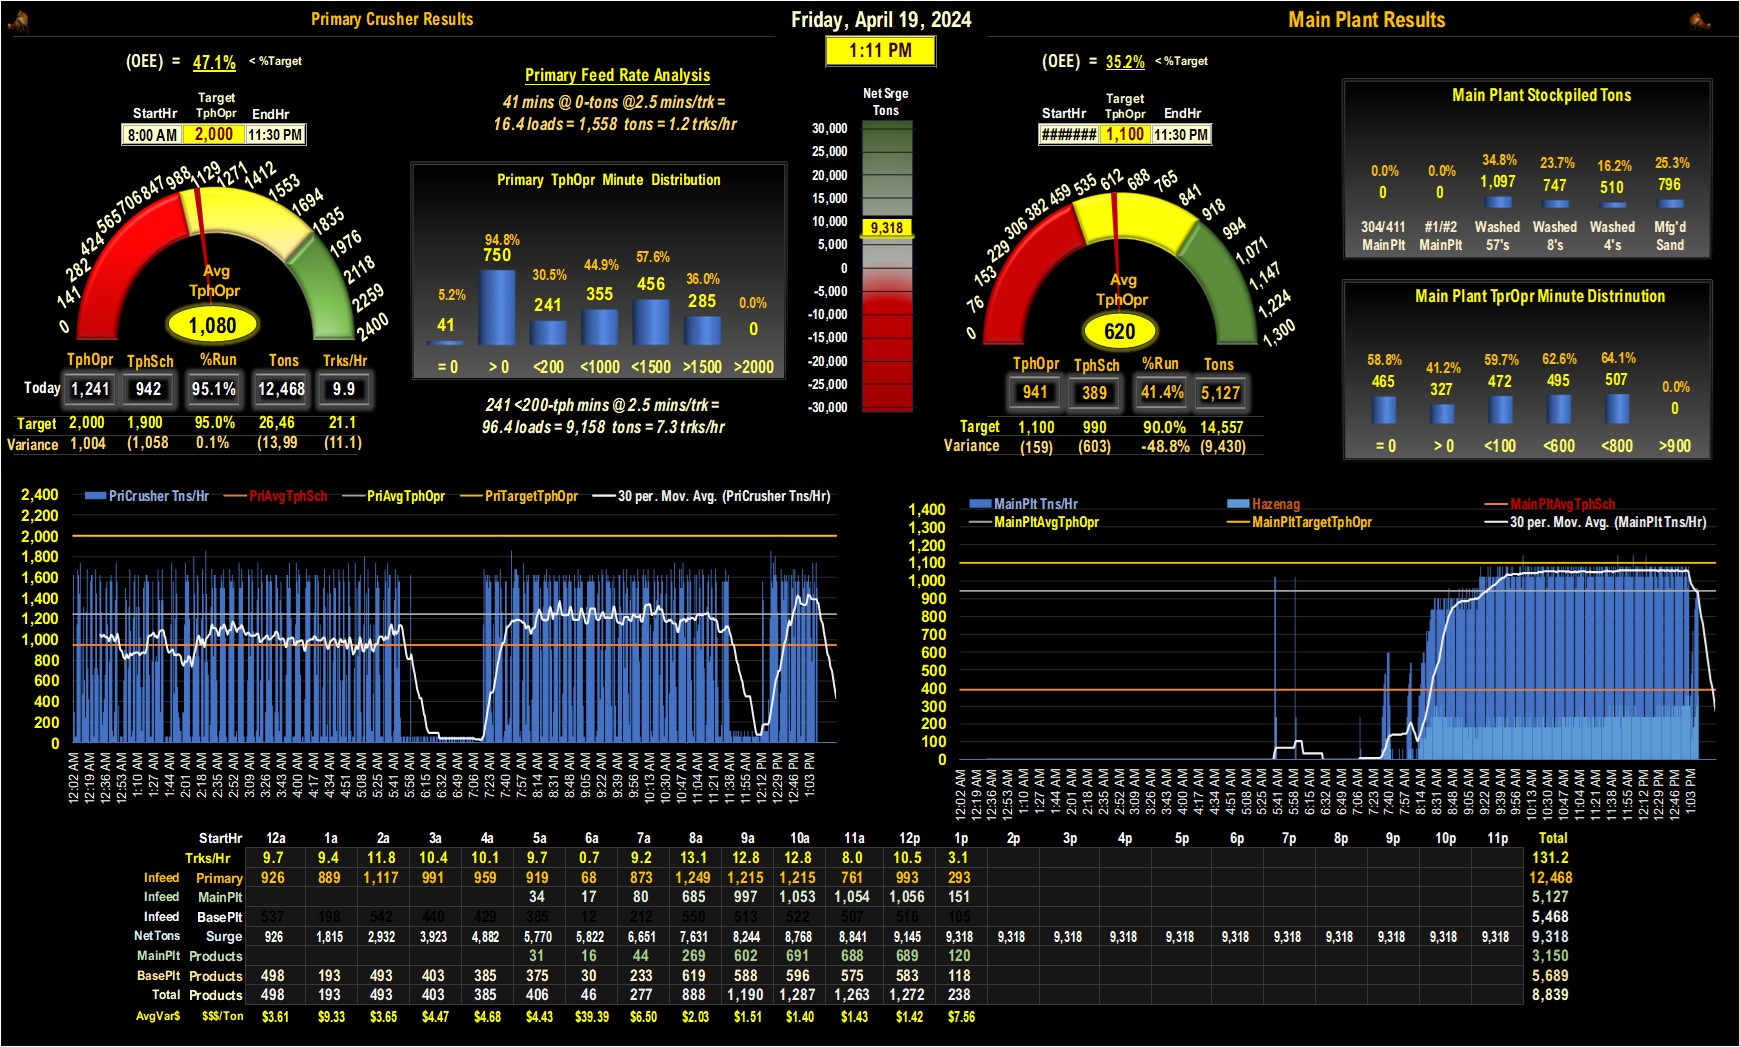 Primary Crusher Results
Friday, April 19, 2024
Main Plant Results
1:11 PM
(OEE) = 47.1% < %Target
StartHr Target TphOpr EndHr
8:00 AM 2,000 11:30 PM
0 141 282 424 565 706 847 988 1129 1271 1412 1553 1694 1835 1976 2118 2259 2400
Avg
TphOpr
1,080
TphOpr TphSch %Run Tons Trks/Hr
Today 1,241 942 95.1% 12,468 9.9
Target 2,000 1,900 95.0% 26,46 21.1
Variance 1,004 (1,058 0.1% (13,99 (11.1)
Primary Feed Rate Analysis
41 mins @ 0-tons @2.5 mins/trk =
16.4 loads = 1,558 tons = 1.2 trks/hr
Primary TphOpr Minute Distribution
5.2% 94.8% 30.5% 44.9% 57.6% 36.0% 0.0%
41 750 241 355 456 285 0
= 0 > 0 <200 <1000 <1500 >1500 >2000
241 <200-tph mins @ 2.5 mins/trk =
96.4 loads = 9,158 tons = 7.3 trks/hr
Net Srge
Tons
30,000
25,000
20,000
15,000
10,000
9,318
5,000
0
-5,000
-10,000
-15,000
-20,000
-25,000
-30,000
(OEE) = 35.2% < %Target
StartHr Target TphOpr EndHr
####### 1,100 11:30 PM
0 76 153 229 306 382 459 535 612 688 765 841 918 994 1,071 1,147 1,224 1,300
Avg
TphOpr
620
TphOpr TphSch %Run Tons
941 389 41.4% 5,127
Target 1,100 990 90.0% 14,557
Variance (159) (603) -48.8% (9,430)
Main Plant Stockpiled Tons
0.0% 0.0% 34.8% 23.7% 16.2% 25.3%
0 0 1,097 747 510 796
304/411 #1/#2 Washed Washed Washed Mfg'd
MainPlt MainPlt 57's 8's 4's Sand
Main Plant TprOpr Minute Distrinution
58.8% 41.2% 59.7% 62.6% 64.1% 0.0%
465 327 472 495 507 0
= 0 > 0 <100 <600 <800 >900
PriCrusher Tns/Hr PriAvgTphSch PriAvgTphOpr PriTargetTphOpr 30 per. Mov. Avg. (PriCrusher Tns/Hr)
2,400
2,200
2,000
1,800
1,600
1,400
1,200
1,000
800
600
400
200
0
12:02 AM 12:19 AM 12:36 AM 12:53 AM 1:10 AM 1:27 AM 1:44 AM 2:01 AM 2:18 AM 2:35 AM 2:52 AM 3:09 AM 3:26 AM 3:43 AM 4:00 AM 4:17 AM 4:34 AM 4:51 AM 5:08 AM 5:25 AM 5:41 AM 5:58 AM 6:15 AM 6:32 AM 6:49 AM 7:06 AM 7:23 AM 7:40 AM 7:57 AM 8:14 AM 8:31 AM 8:48 AM 9:05 AM 9:22 AM 9:39 AM 9:56 AM 10:13 AM 10:30 AM 10:47 AM 11:04 AM 11:21 AM 11:38 AM 11:55 AM 12:12 PM 12:29 PM 12:46 PM 1:03 PM
MainPlt Tns/Hr Hazenag MainPltAvgTphSch
MainPltAvgTphOpr MainPltTargetTphOpr 30 per. Mov. Avg. (MainPlt Tns/Hr)
1,400
1,300
1,200
1,100
1,000
900
800
700
600
500
400
300
200
100
0
12:02 AM 12:19 AM 12:36 AM 12:53 AM 1:10 AM 1:27 AM 1:44 AM 2:01 AM 2:18 AM 2:35 AM 2:52 AM 3:09 AM 3:26 AM 3:43 AM 4:00 AM 4:17 AM 4:34 AM 4:51 AM 5:08 AM 5:25 AM 5:41 AM 5:58 AM 6:15 AM 6:32 AM 6:49 AM 7:06 AM 7:23 AM 7:40 AM 7:57 AM 8:14 AM 8:31 AM 8:48 AM 9:05 AM 9:22 AM 9:39 AM 9:56 AM 10:13 AM 10:30 AM 10:47 AM 11:04 AM 11:21 AM 11:38 AM 11:55 AM 12:12 PM 12:29 PM 12:46 PM 1:03 PM
StartHr 12a 1a 2a 3a 4a 5a 6a 7a 8a 9a 10a 11a 12p 1p 2p 3p 4p 5p 6p 7p 8p 9p 10p 11p Total
Trks/Hr 9.7 9.4 11.8 10.4 10.1 9.7 0.7 9.2 13.1 12.8 12.8 8.0 10.5 3.1 131.2
Infeed Primary 926 889 1,117 991 959 919 68 873 1,249 1,215 1,215 761 993 293 12,468
Infeed MainPlt 34 17 80 685 997 1,053 1,054 1,056 151 5,127
Infeed BasePlt 537 198 542 440 429 385 12 212 550 513 522 507 516 105 5,468
NetTons Surge 926 1,815 2,932 3,923 4,882 5,770 5,822 6,651 7,631 8,244 8,768 8,841 9,145 9,318 9,318 9,318 9,318 9,318 9,318 9,318 9,318 9,318 9,318 9,318 9,318
MainPlt Products 31 16 44 269 602 691 688 689 120 3,150
BasePlt Products 498 193 493 403 385 375 30 233 619 588 596 575 583 118 5,689
Total Products 498 193 493 403 385 406 46 277 888 1,190 1,287 1,263 1,272 238 8,839
AvgVar$ $$$/Ton $3.61 $9.33 $3.65 $4.47 $4.68 $4.43 $39.39 $6.50 $2.03 $1.51 $1.40 $1.43 $1.42 $7.56